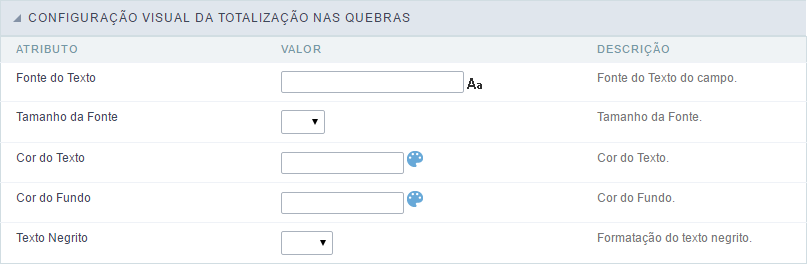 CONFIGURAÇÃO VISUAL DA TOTALIZAÇÃO NAS QUEBRAS
ATRIBUTO VALOR DESCRIÇÃO
Fonte do Texto Aa Fonte do Texto do campo.
Tamanho da Fonte Tamanho da Fonte.
Cor do Texto Cor do Texto.
Cor do Fundo Cor do Fundo.
Texto Negrito Formatação do texto negrito.